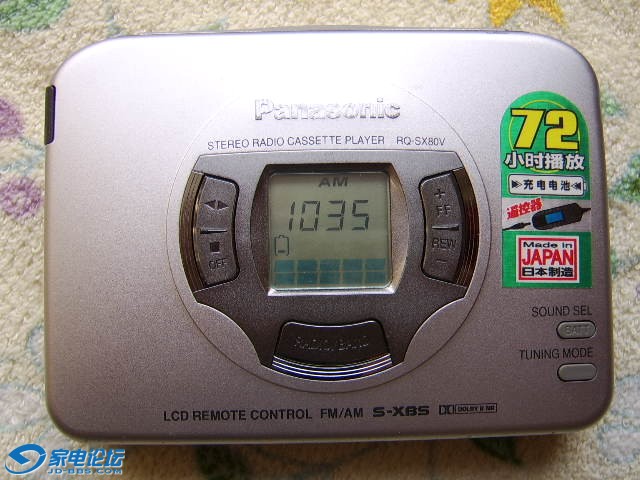 Panasonic
STEREO RADIO CASSETTE PLAYER RQ-SX80V
72
小时播放
充电电池
遥控器
Made in
JAPAN
日本制造
AM
1035
OFF
+
FF
REW
-
RADIO/BAND
SOUND SEL
BATT
TUNING MODE
LCD REMOTE CONTROL FM/AM S-XBS DOLBY B NR
家电论坛
JD-BBS.COM